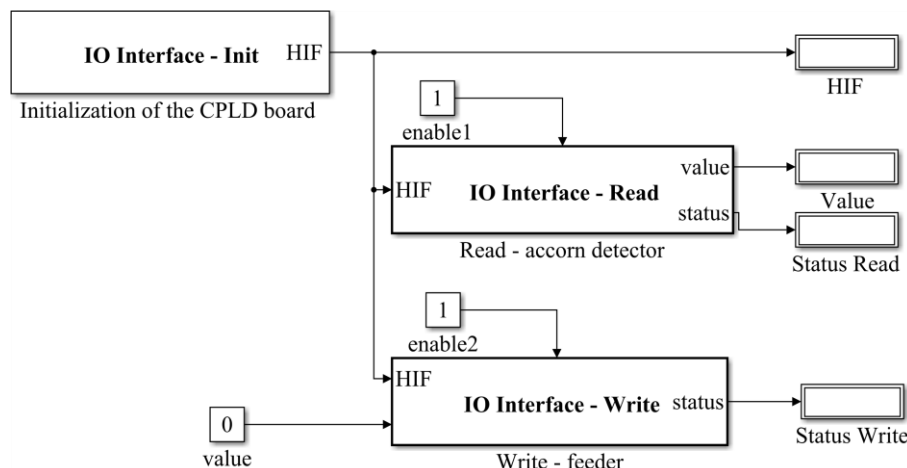 IO Interface - Init
HIF
Initialization of the CPLD board
HIF
1
enable1
HIF
IO Interface - Read
value
status
Read - accorn detector
Value
Status Read
1
enable2
HIF
IO Interface - Write
status
Write - feeder
0
value
Status Write